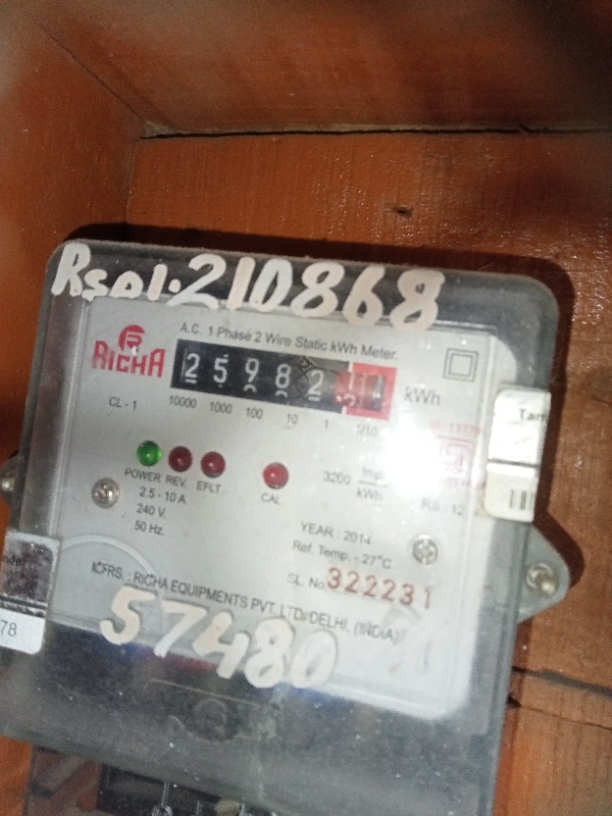 Rspl.210868
A.C. 1 Phase 2 Wire Static kWh Meter.
RICHA
25982
kWh
CL - 1
10000 1000 100 10 1 1/10
POWER REV. EFLT
CAL
3200 Imp/kWh
2.5 - 10 A
240 V.
50 Hz.
YEAR : 2014
Ref. Temp. - 27°C
SL. No. 322231
MFRS. : RICHA EQUIPMENTS PVT. LTD. DELHI, (INDIA)
57480
78